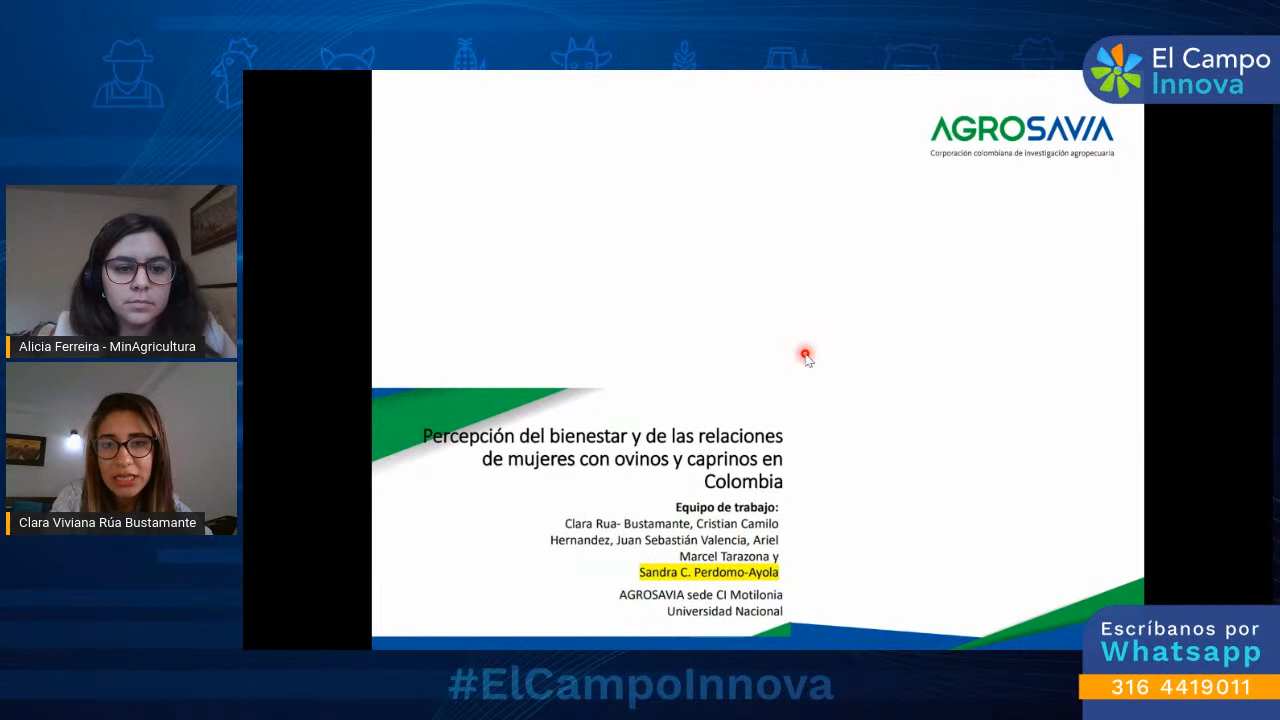 El Campo
Innova
AGROSAVIA
Corporación colombiana de investigación agropecuaria
Alicia Ferreira - MinAgricultura
Clara Viviana Rúa Bustamante
Percepción del bienestar y de las relaciones
de mujeres con ovinos y caprinos en
Colombia
Equipo de trabajo:
Clara Rua- Bustamante, Cristian Camilo
Hernandez, Juan Sebastián Valencia, Ariel
Marcel Tarazona y
Sandra C. Perdomo-Ayola
AGROSAVIA sede CI Motilonia
Universidad Nacional
Escríbanos por
Whatsapp
316 4419011
#ElCampoInnova